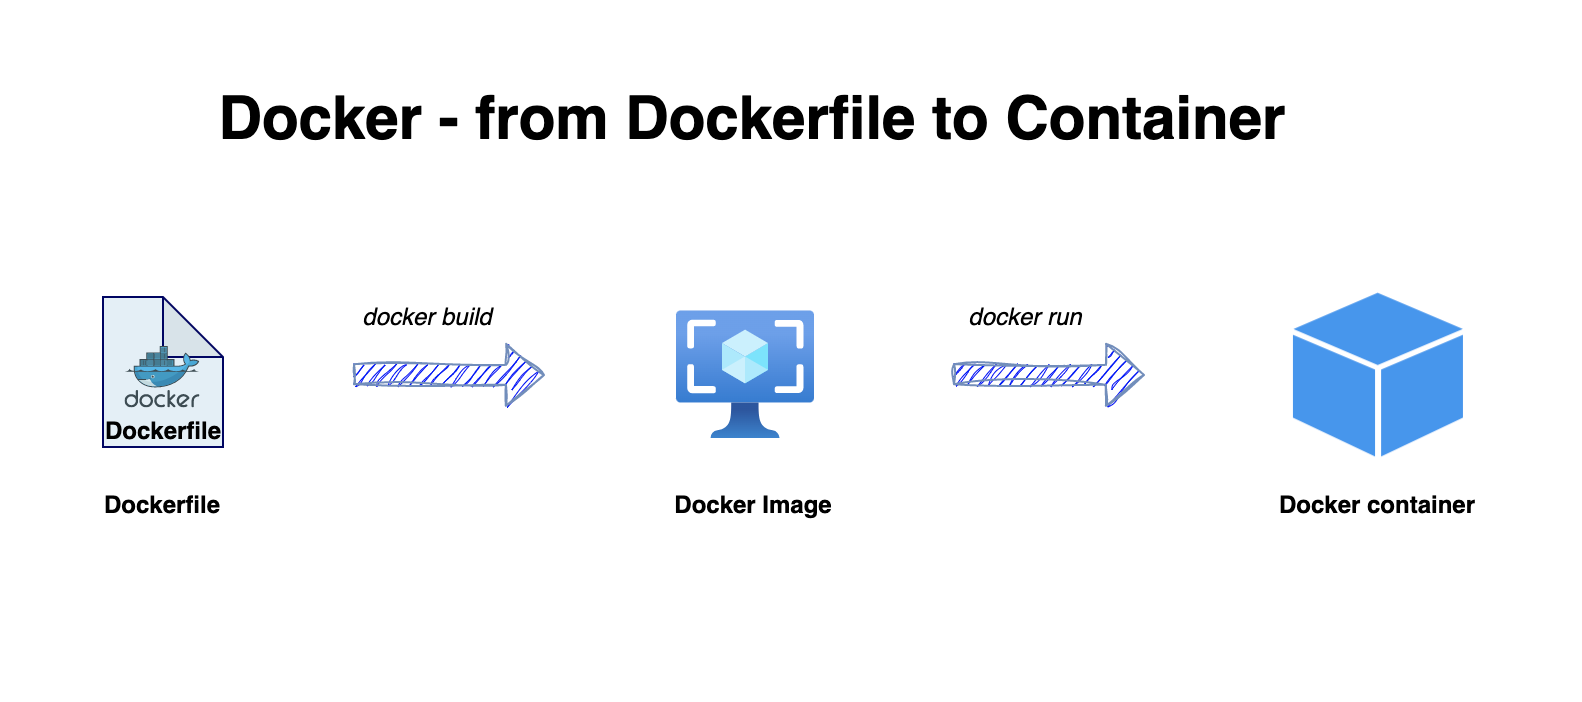 Docker - from Dockerfile to Container
docker build
docker run
docker
Dockerfile
Dockerfile
Docker Image
Docker container